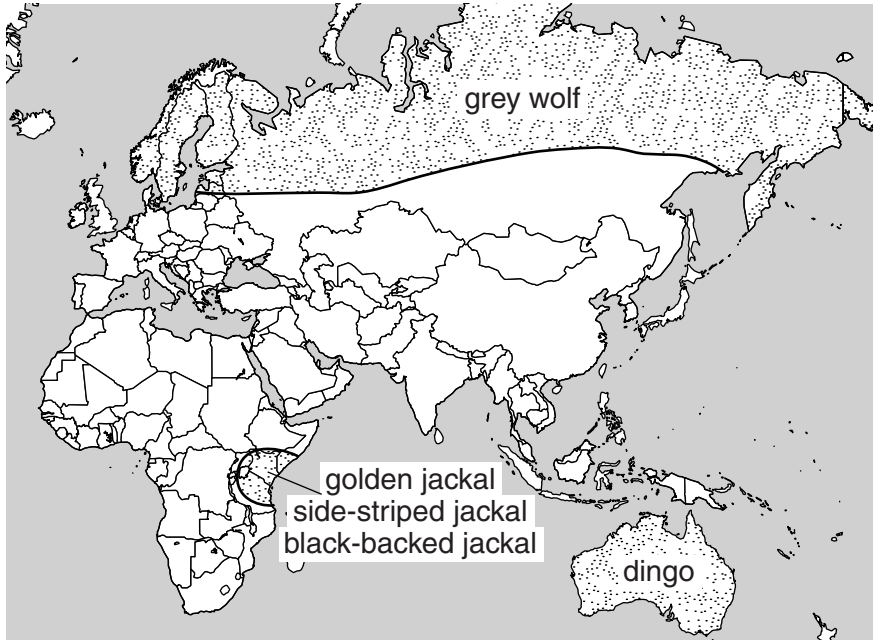 grey wolf
golden jackal
side-striped jackal
black-backed jackal
dingo